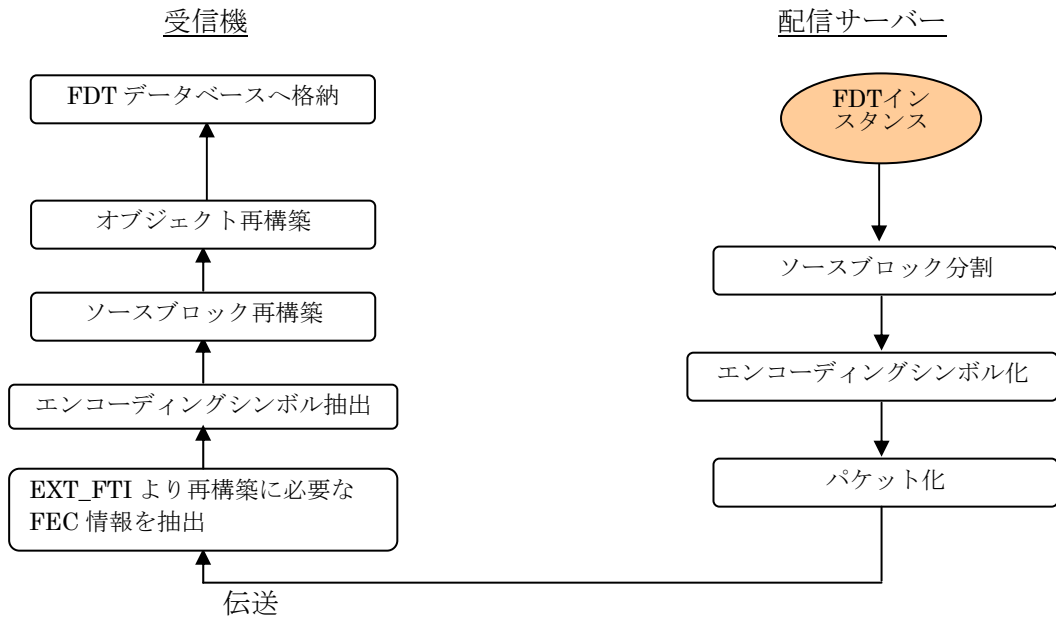 受信機
配信サーバー
FDT データベースへ格納
オブジェクト再構築
ソースブロック再構築
エンコーディングシンボル抽出
EXT_FTI より再構築に必要な
FEC 情報を抽出
FDTイン
スタンス
ソースブロック分割
エンコーディングシンボル化
パケット化
伝送